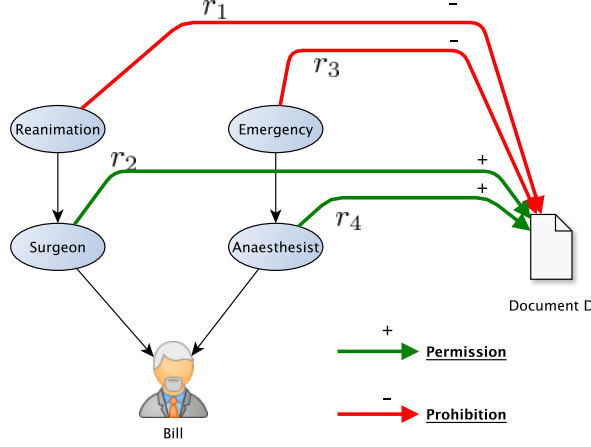 r1
−
−
r3
Reanimation
Emergency
r2
+
+
r4
Surgeon
Anaesthesist
Document D
+
Permission
−
Prohibition
Bill